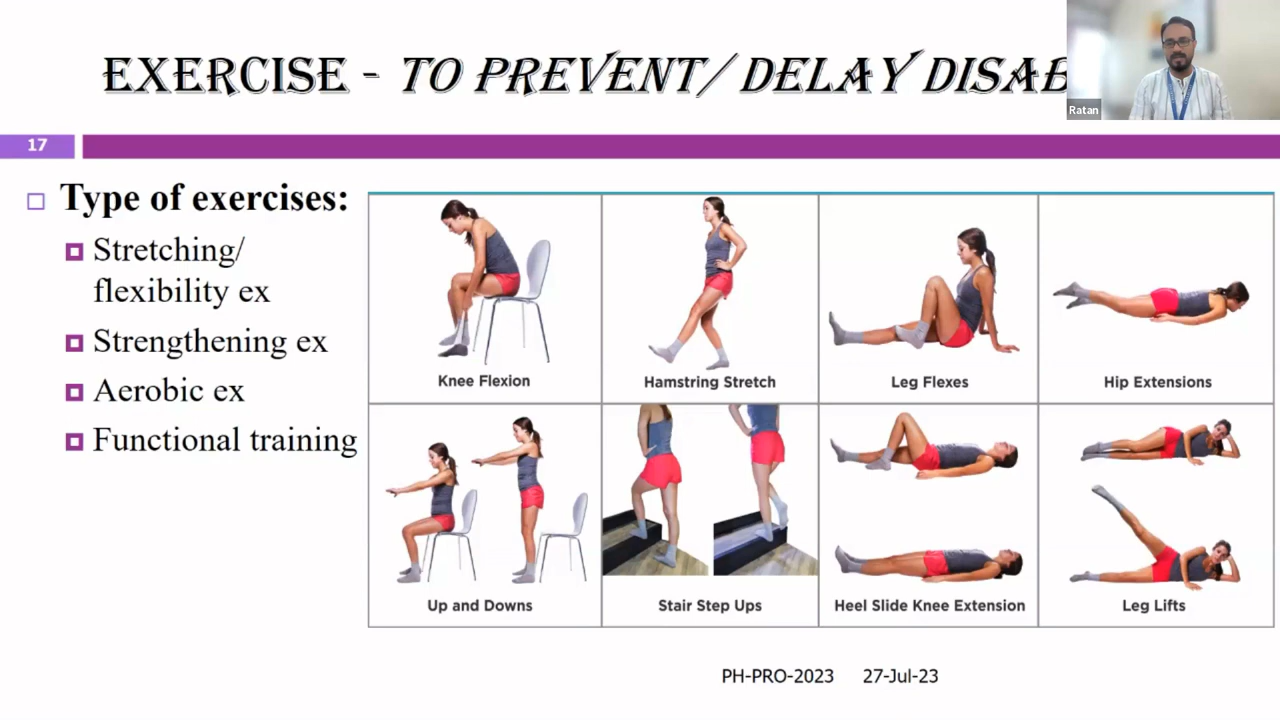 EXERCISE - TO PREVENT/ DELAY DISAB
Ratan
17
Type of exercises:
Stretching/
flexibility ex
Strengthening ex
Aerobic ex
Functional training
Knee Flexion
Hamstring Stretch
Leg Flexes
Hip Extensions
Up and Downs
Stair Step Ups
Heel Slide Knee Extension
Leg Lifts
PH-PRO-2023 27-Jul-23